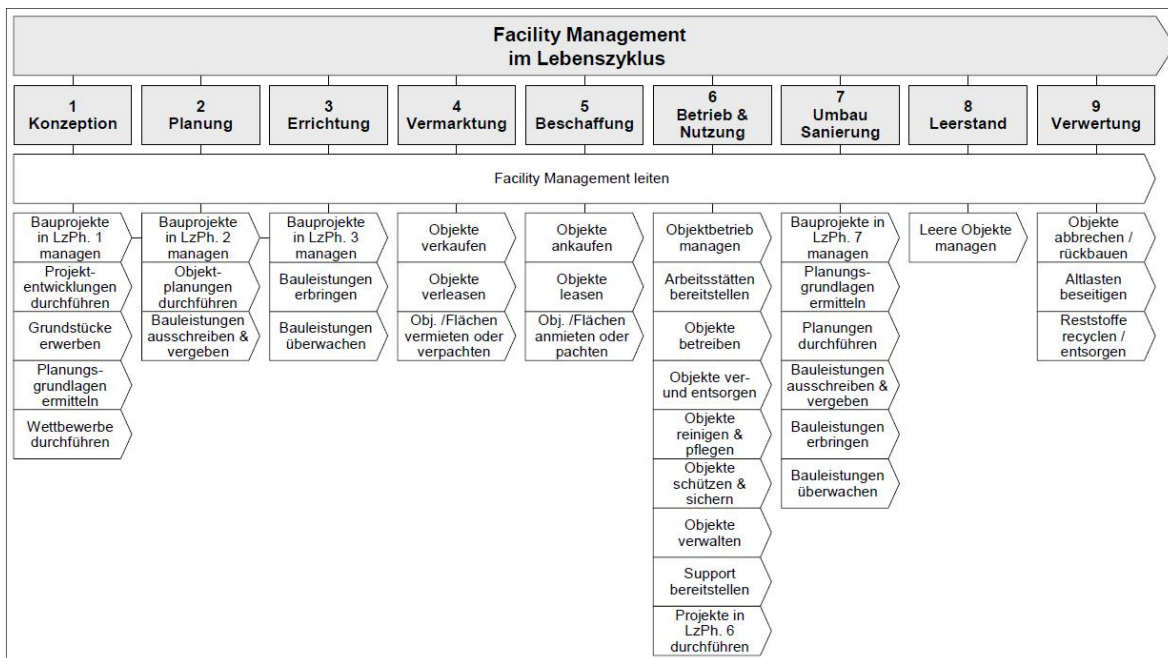 Facility Management
im Lebenszyklus
1
Konzeption
2
Planung
3
Errichtung
4
Vermarktung
5
Beschaffung
6
Betrieb &
Nutzung
7
Umbau
Sanierung
8
Leerstand
9
Verwertung
Facility Management leiten
Bauprojekte
in LzPh. 1
managen
Projekt-
entwicklungen
durchführen
Grundstücke
erwerben
Planungs-
grundlagen
ermitteln
Wettbewerbe
durchführen
Bauprojekte
in LzPh. 2
managen
Objekt-
planungen
durchführen
Bauleistungen
ausschreiben &
vergeben
Bauprojekte
in LzPh. 3
managen
Bauleistungen
erbringen
Bauleistungen
überwachen
Objekte
verkaufen
Objekte
verleasen
Obj. /Flächen
vermieten oder
verpachten
Objekte
ankaufen
Objekte
leasen
Obj. /Flächen
anmieten oder
pachten
Objektbetrieb
managen
Arbeitsstätten
bereitstellen
Objekte
betreiben
Objekte ver-
und entsorgen
Objekte
reinigen &
pflegen
Objekte
schützen &
sichern
Objekte
verwalten
Support
bereitstellen
Projekte in
LzPh. 6
durchführen
Bauprojekte in
LzPh. 7
managen
Planungs-
grundlagen
ermitteln
Planungen
durchführen
Bauleistungen
ausschreiben &
vergeben
Bauleistungen
erbringen
Bauleistungen
überwachen
Leere Objekte
managen
Objekte
abbrechen /
rückbauen
Altlasten
beseitigen
Reststoffe
recyclen /
entsorgen